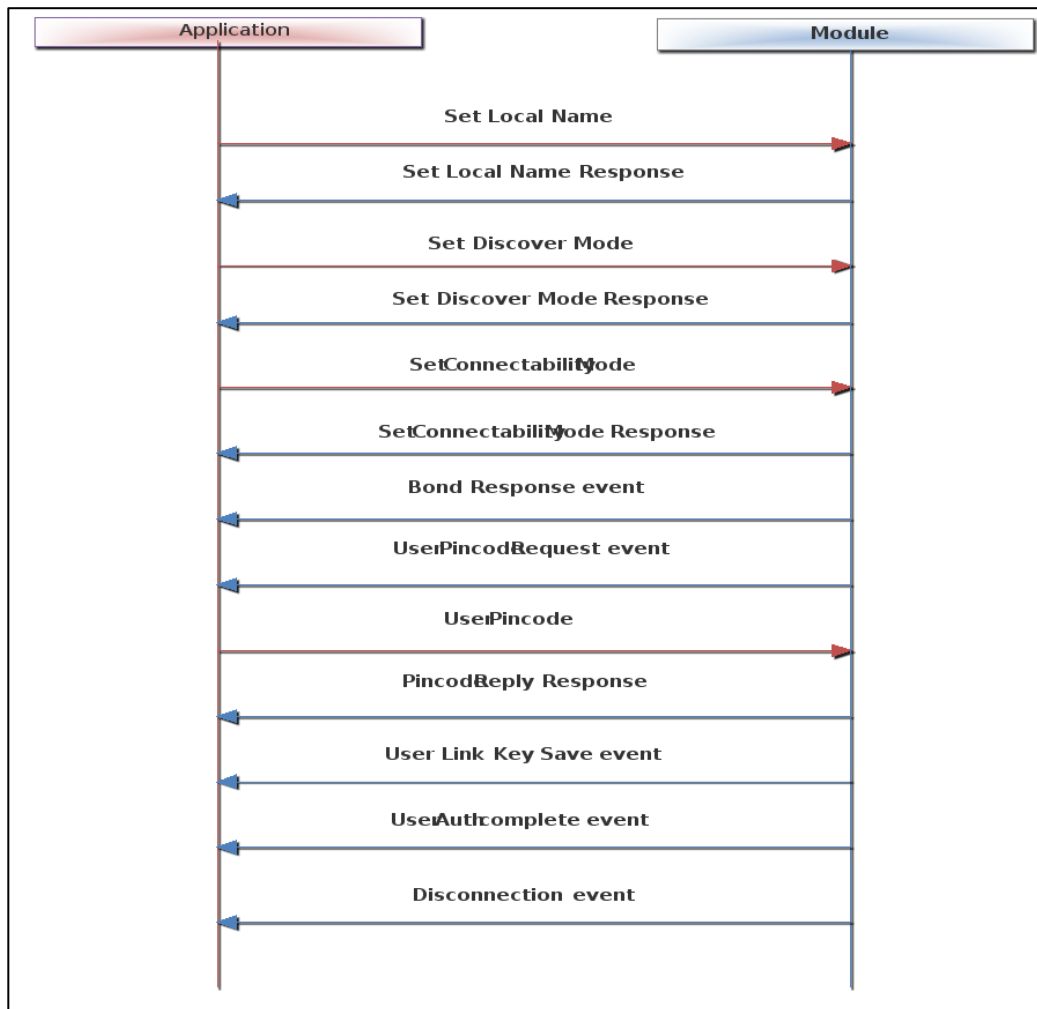 Application
Module
Set Local Name
Set Local Name Response
Set Discover Mode
Set Discover Mode Response
SetConnectabilityMode
SetConnectabilityMode Response
Bond Response event
UserPincodeRequest event
UserPincode
PincodeReply Response
User Link Key Save event
UserAuthcomplete event
Disconnection event